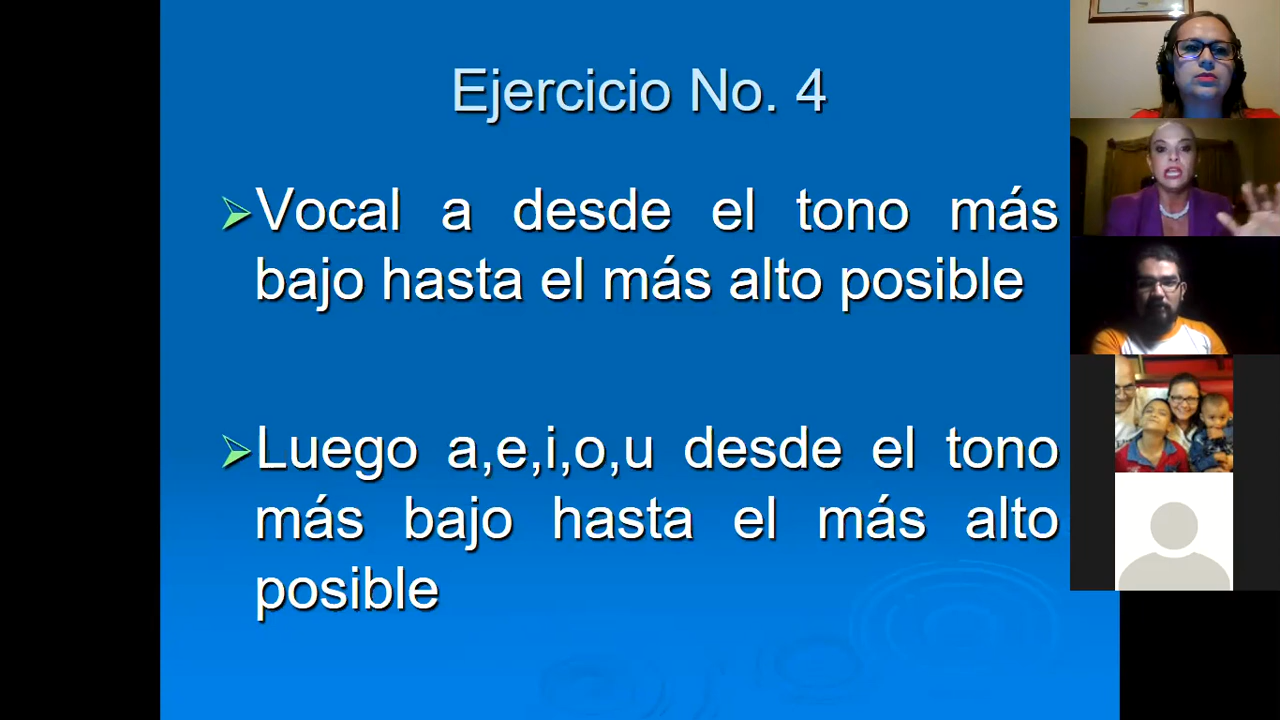 Ejercicio No. 4
Vocal a desde el tono más
bajo hasta el más alto posible
Luego a,e,i,o,u desde el tono
más bajo hasta el más alto
posible